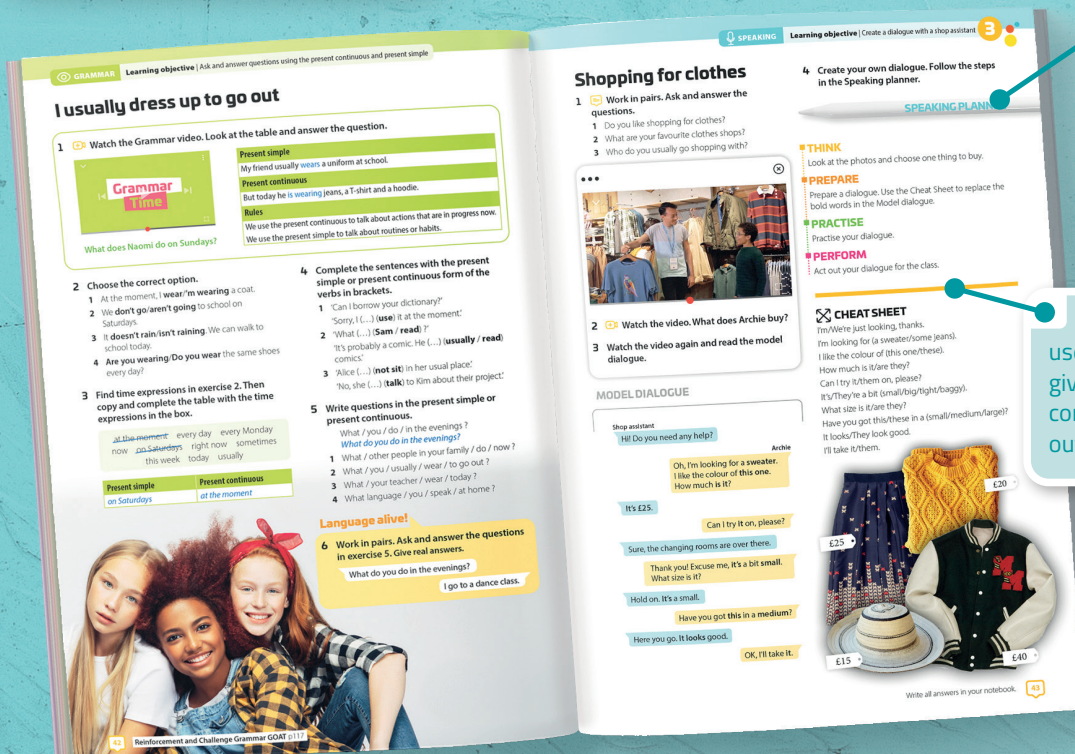 GRAMMAR Learning objective | Ask and answer questions using the present continuous and present simple
I usually dress up to go out
1 Watch the Grammar video. Look at the table and answer the question.
Grammar
Time
What does Naomi do on Sundays?
Present simple
My friend usually wears a uniform at school.
Present continuous
But today he is wearing jeans, a T-shirt and a hoodie.
Rules
We use the present continuous to talk about actions that are in progress now.
We use the present simple to talk about routines or habits.
2 Choose the correct option.
1 At the moment, I wear/'m wearing a coat.
2 We don't go/aren't going to school on
Saturdays.
3 It doesn't rain/isn't raining. We can walk to
school today.
4 Are you wearing/Do you wear the same shoes
every day?
3 Find time expressions in exercise 2. Then
copy and complete the table with the time
expressions in the box.
at the moment every day every Monday
now on Saturdays right now sometimes
this week today usually
Present simple Present continuous
on Saturdays at the moment
4 Complete the sentences with the present
simple or present continuous form of the
verbs in brackets.
1 'Can I borrow your dictionary?'
'Sorry, I (…) (use) it at the moment.'
2 'What (…) (Sam / read) ?'
'It's probably a comic. He (…) (usually / read)
comics.'
3 'Alice (…) (not sit) in her usual place.'
'No, she (…) (talk) to Kim about their project.'
5 Write questions in the present simple or
present continuous.
What / you / do / in the evenings ?
What do you do in the evenings?
1 What / other people in your family / do / now ?
2 What / you / usually / wear / to go out ?
3 What / your teacher / wear / today ?
4 What language / you / speak / at home ?
Language alive!
6 Work in pairs. Ask and answer the questions
in exercise 5. Give real answers.
What do you do in the evenings?
I go to a dance class.
42 Reinforcement and Challenge Grammar GOAT p117
SPEAKING Learning objective | Create a dialogue with a shop assistant 3
Shopping for clothes
1 Work in pairs. Ask and answer the
questions.
1 Do you like shopping for clothes?
2 What are your favourite clothes shops?
3 Who do you usually go shopping with?
2 Watch the video. What does Archie buy?
3 Watch the video again and read the model
dialogue.
MODEL DIALOGUE
Shop assistant
Hi! Do you need any help?
Archie
Oh, I'm looking for a sweater.
I like the colour of this one.
How much is it?
It's £25.
Can I try it on, please?
Sure, the changing rooms are over there.
Thank you! Excuse me, it's a bit small.
What size is it?
Hold on. It's a small.
Have you got this in a medium?
Here you go. It looks good.
OK, I'll take it.
4 Create your own dialogue. Follow the steps
in the Speaking planner.
SPEAKING
THINK
Look at the photos and choose one thing to buy.
PREPARE
Prepare a dialogue. Use the Cheat Sheet to replace the
bold words in the Model dialogue.
PRACTISE
Practise your dialogue.
PERFORM
Act out your dialogue for the class.
CHEAT SHEET
I'm/We're just looking, thanks.
I'm looking for (a sweater/some jeans).
I like the colour of (this one/these).
How much is it/are they?
Can I try it/them on, please?
It's/They're a bit (small/big/tight/baggy).
What size is it/are they?
Have you got this/these in a (small/medium/large)?
It looks/They look good.
I'll take it/them.
£20
£25
£15
£40
Write all answers in your notebook. 43